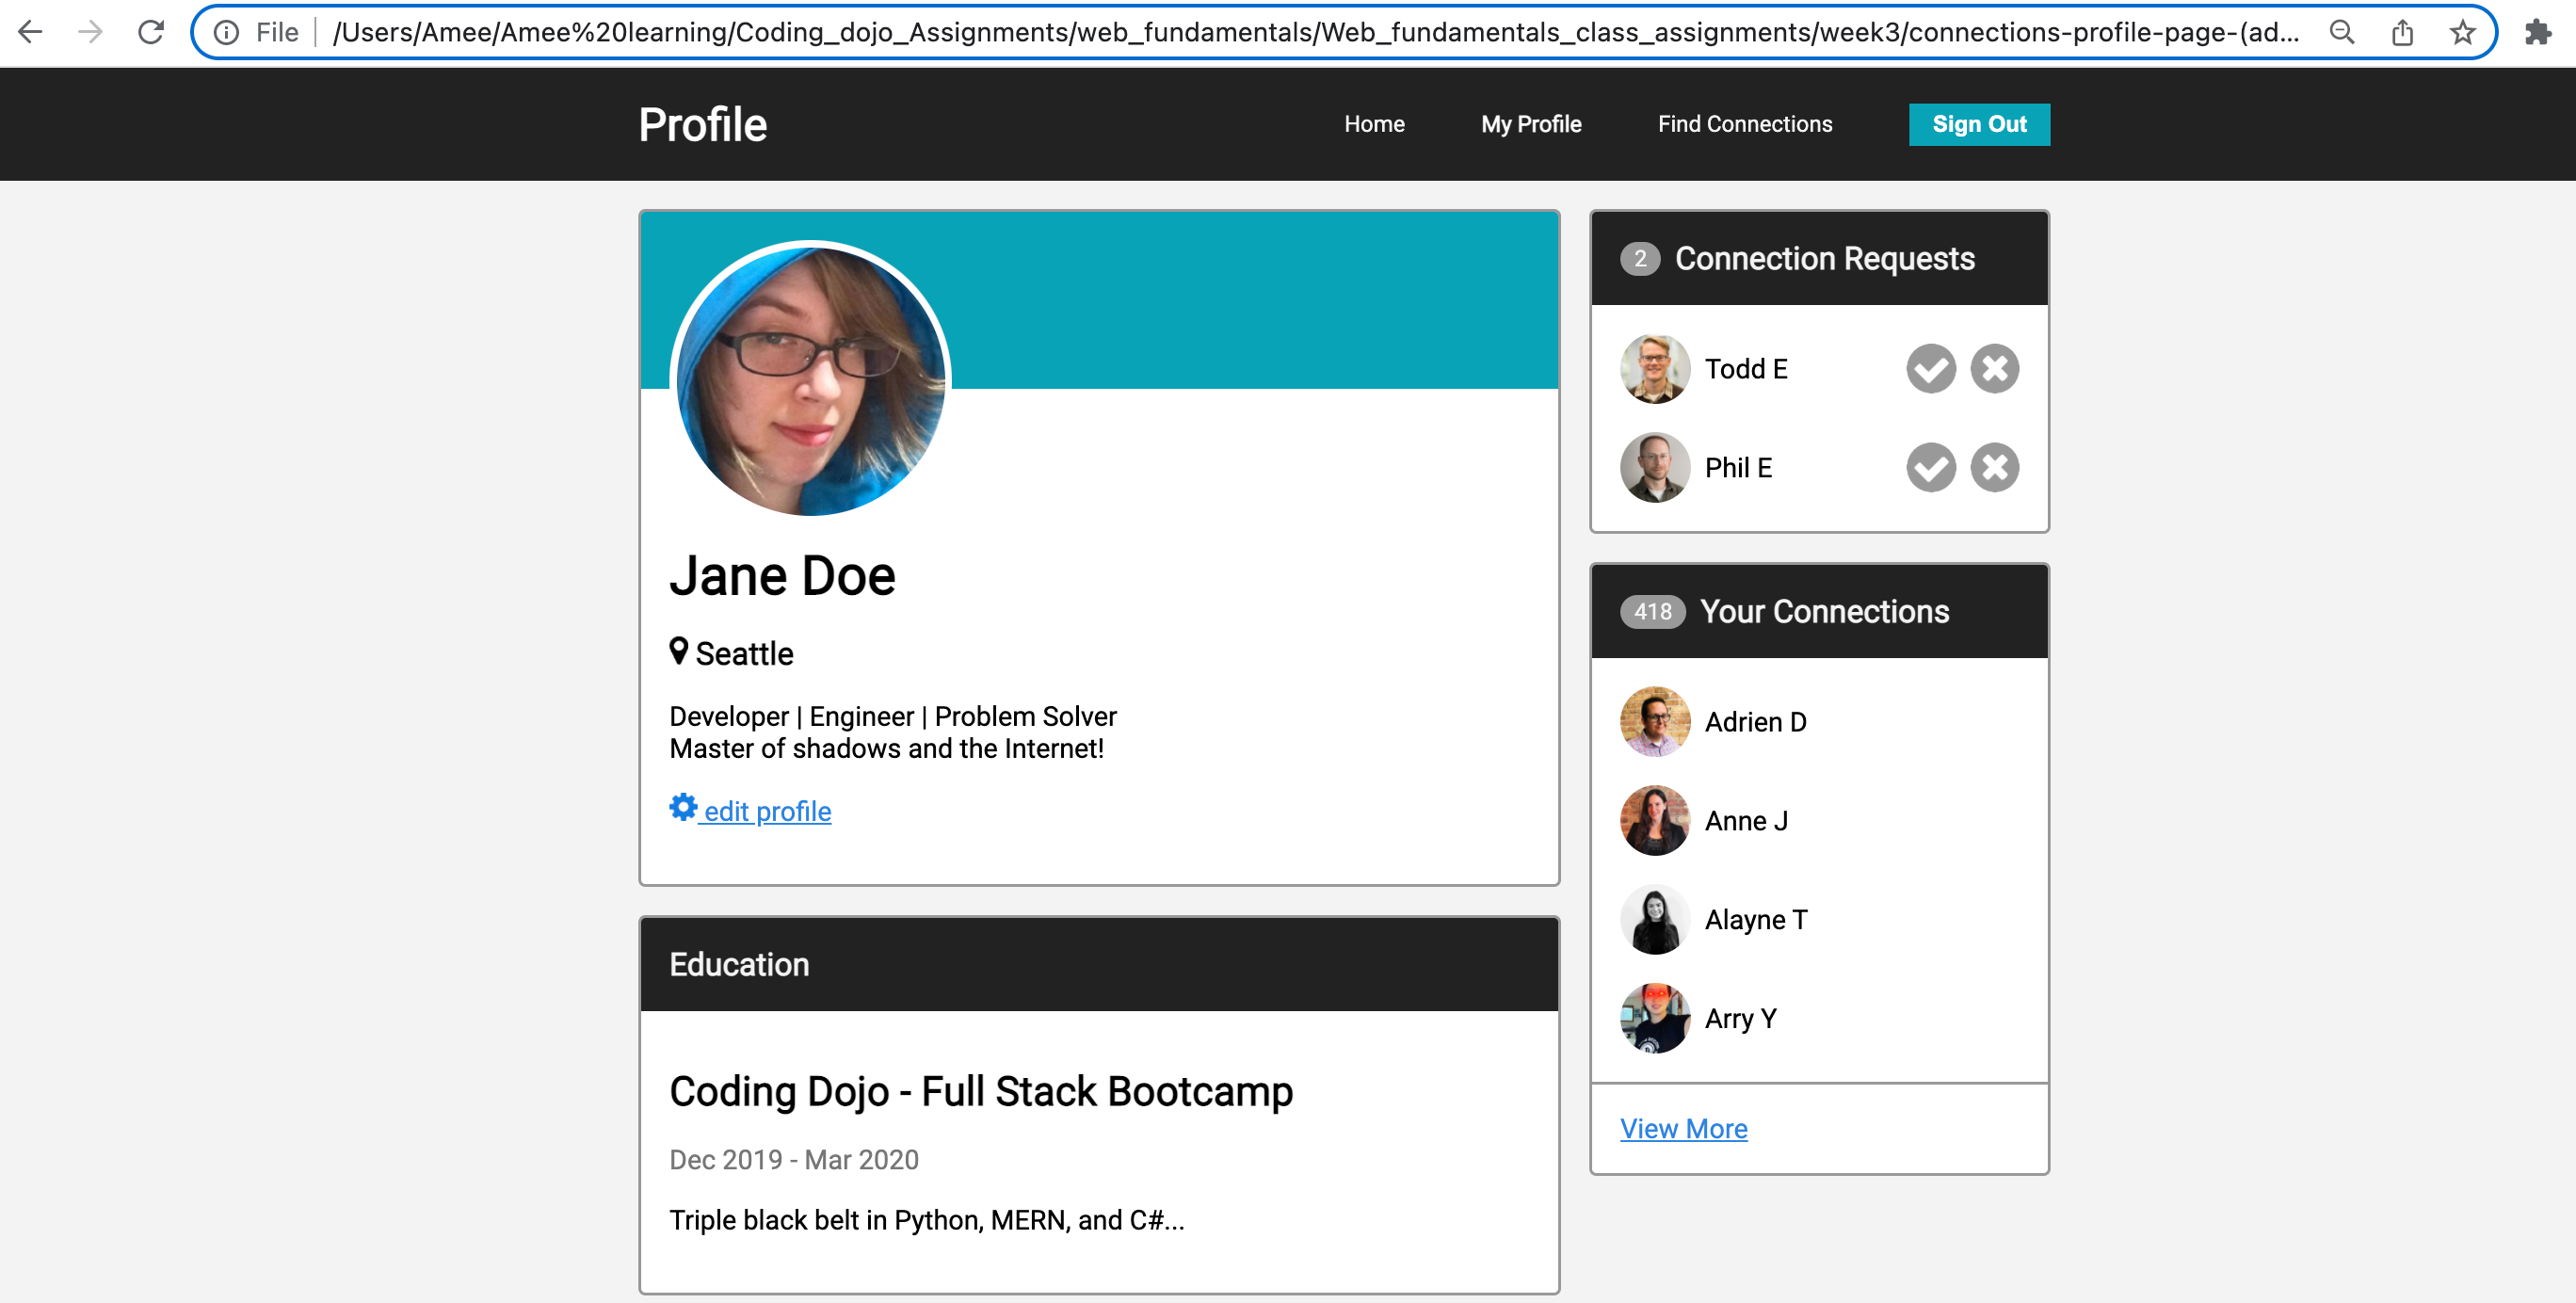 File | /Users/Amee/Amee%20learning/Coding_dojo_Assignments/web_fundamentals/Web_fundamentals_class_assignments/week3/connections-profile-page-(ad...
Profile
Home
My Profile
Find Connections
Sign Out
Jane Doe
Seattle
Developer | Engineer | Problem Solver
Master of shadows and the Internet!
edit profile
Education
Coding Dojo - Full Stack Bootcamp
Dec 2019 - Mar 2020
Triple black belt in Python, MERN, and C#...
2 Connection Requests
Todd E
Phil E
418 Your Connections
Adrien D
Anne J
Alayne T
Arry Y
View More